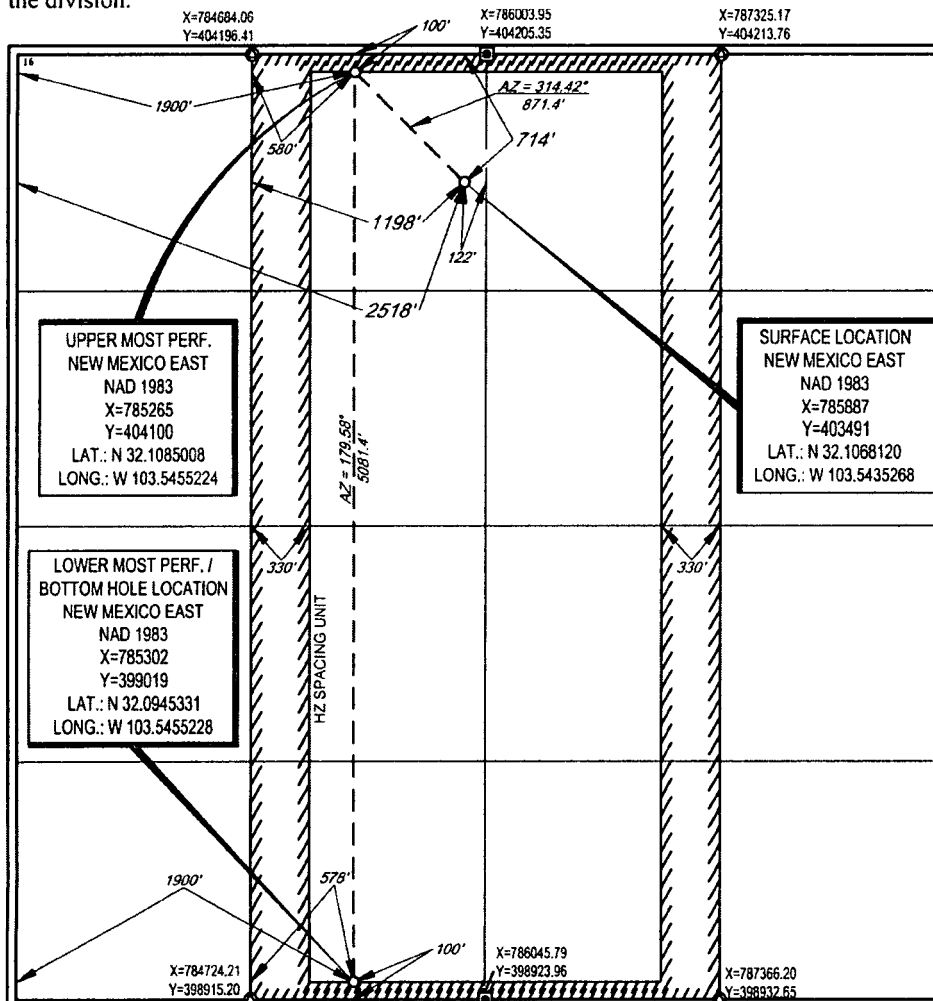 the division.
X=784684.06
Y=404196.41
100'
X=786003.95
Y=404205.35
X=787325.17
Y=404213.76
16
1900'
AZ = 314.42°
871.4'
714'
580'
1198'
122'
2518'
UPPER MOST PERF.
NEW MEXICO EAST
NAD 1983
X=785265
Y=404100
LAT.: N 32.1085008
LONG.: W 103.5455224
SURFACE LOCATION
NEW MEXICO EAST
NAD 1983
X=785887
Y=403491
LAT.: N 32.1068120
LONG.: W 103.5435268
AZ = 179.58°
5081.4'
330'
330'
LOWER MOST PERF. /
BOTTOM HOLE LOCATION
NEW MEXICO EAST
NAD 1983
X=785302
Y=399019
LAT.: N 32.0945331
LONG.: W 103.5455228
HZ SPACING UNIT
1900'
578'
100'
X=784724.21
Y=398915.20
X=786045.79
Y=398923.96
X=787366.20
Y=398932.65